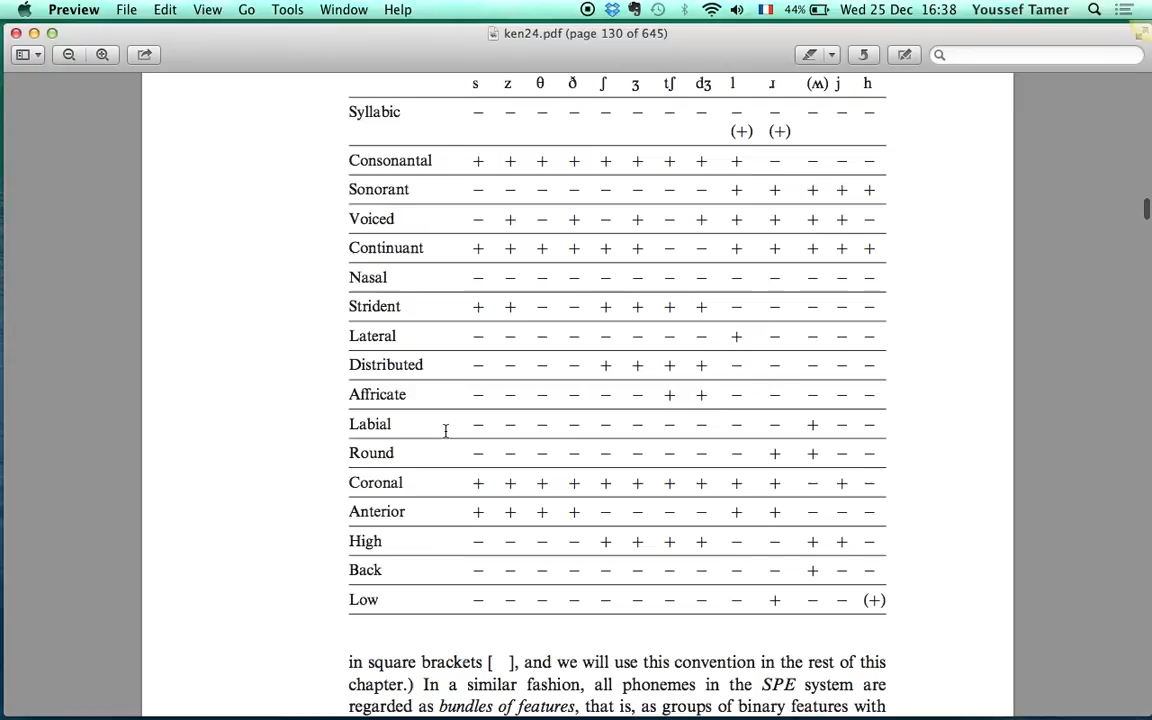 Preview File Edit View Go Tools Window Help 44% Wed 25 Dec 16:38 Youssef Tamer
ken24.pdf (page 130 of 645)
s z θ ð ʃ ʒ tʃ dʒ l ɹ (ʍ) j h
Syllabic − − − − − − − − − − − − −
(+) (+)
Consonantal + + + + + + + + + − − − −
Sonorant − − − − − − − − + + + + +
Voiced − + − + − + − + + + + + −
Continuant + + + + + + − − + + + + +
Nasal − − − − − − − − − − − − −
Strident + + − − + + + + − − − − −
Lateral − − − − − − − − + − − − −
Distributed − − − − + + + + − − − − −
Affricate − − − − − − + + − − − − −
Labial − − − − − − − − − − + − −
Round − − − − − − − − − + + − −
Coronal + + + + + + + + + + − + −
Anterior + + + + − − − − + + − − −
High − − − − + + + + − − + + −
Back − − − − − − − − − − + − −
Low − − − − − − − − − + − − (+)
in square brackets [ ], and we will use this convention in the rest of this
chapter.) In a similar fashion, all phonemes in the SPE system are
regarded as bundles of features, that is, as groups of binary features with